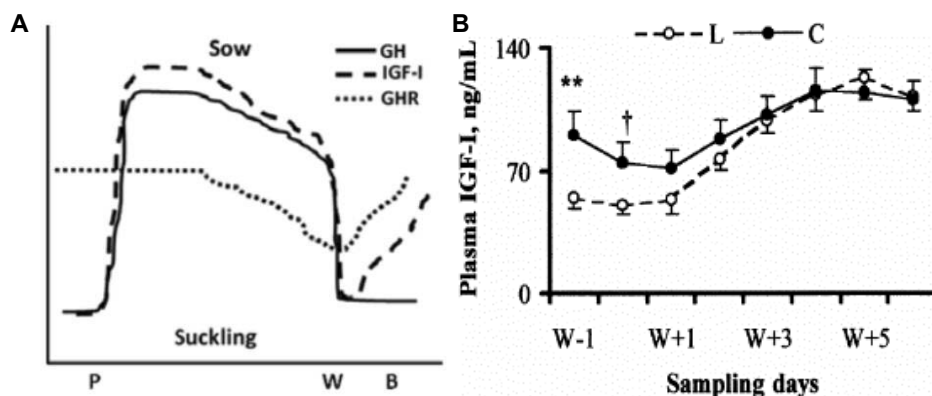 A
Sow
GH
IGF-I
GHR
Suckling
P W B
B
L C
Plasma IGF-I, ng/mL
140
70
0
**
†
W-1 W+1 W+3 W+5
Sampling days